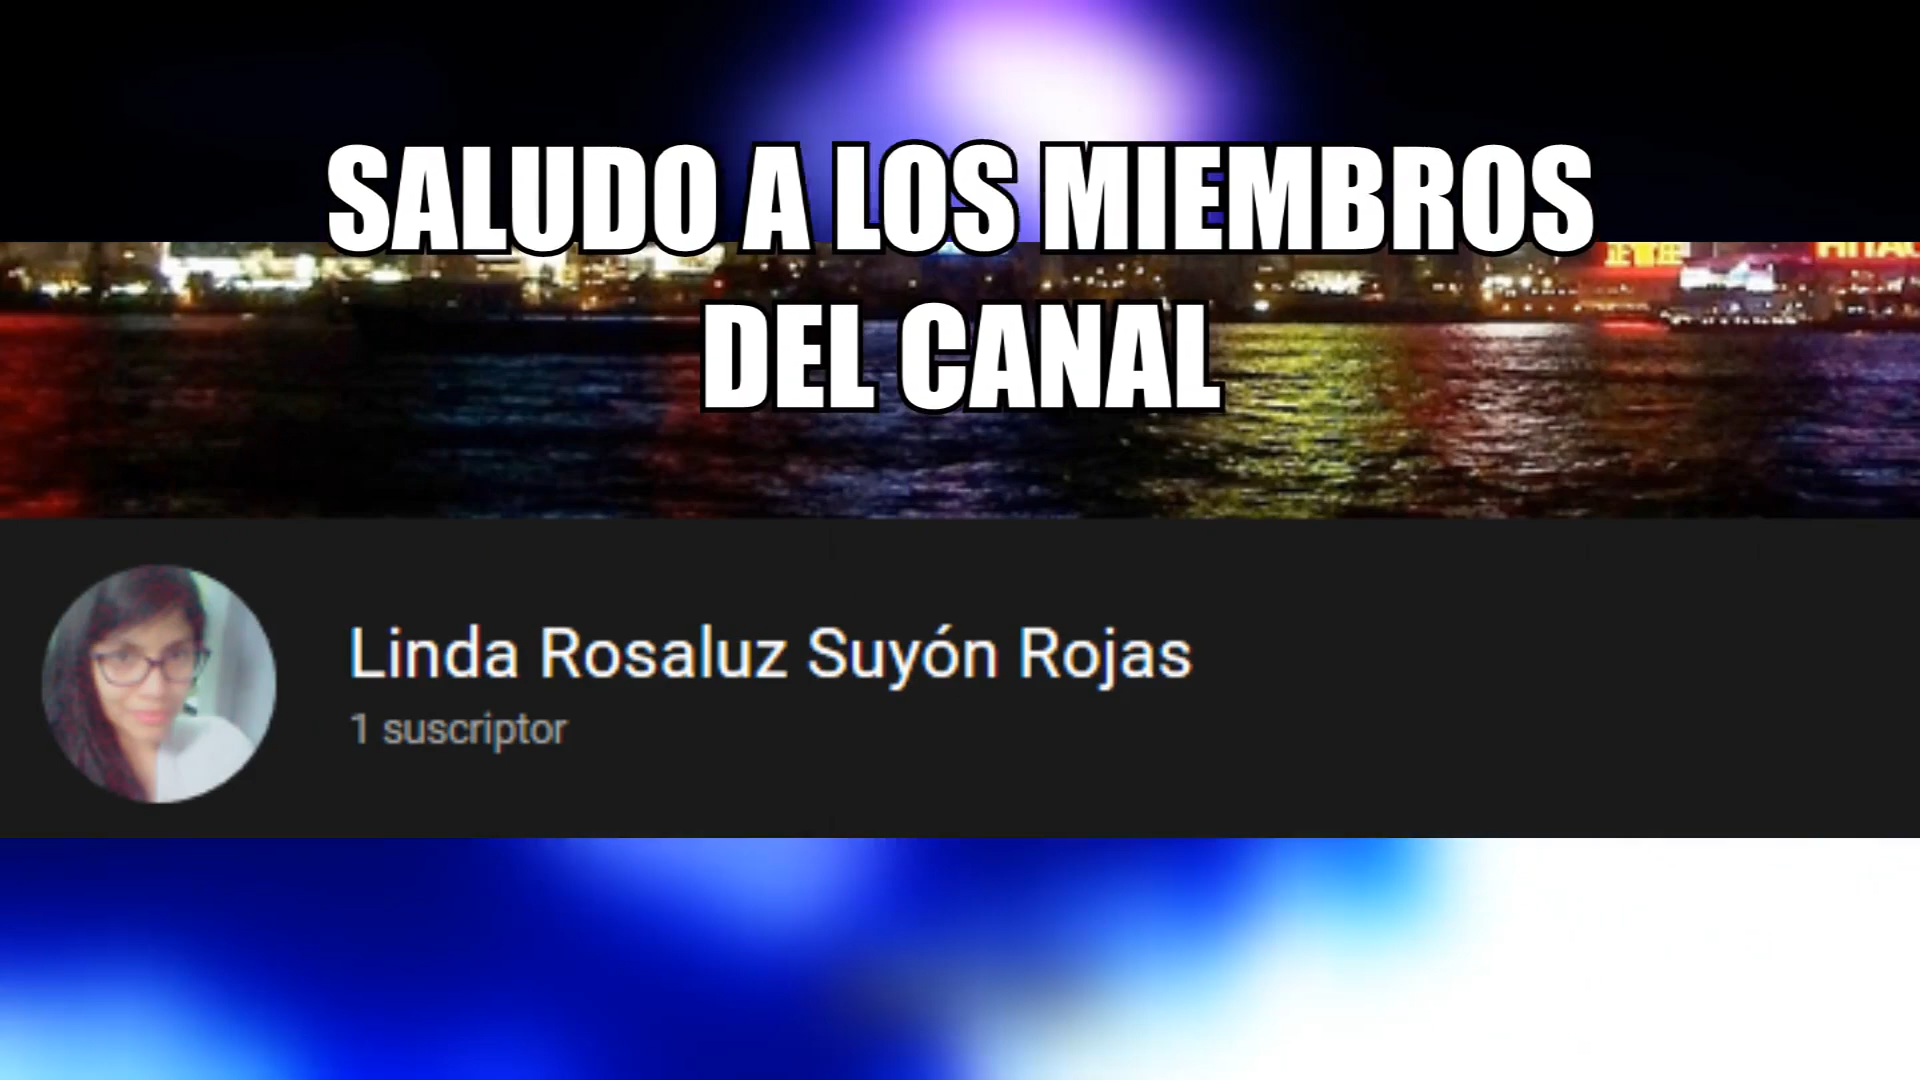 SALUDO A LOS MIEMBROS
DEL CANAL
Linda Rosaluz Suyón Rojas
1 suscriptor